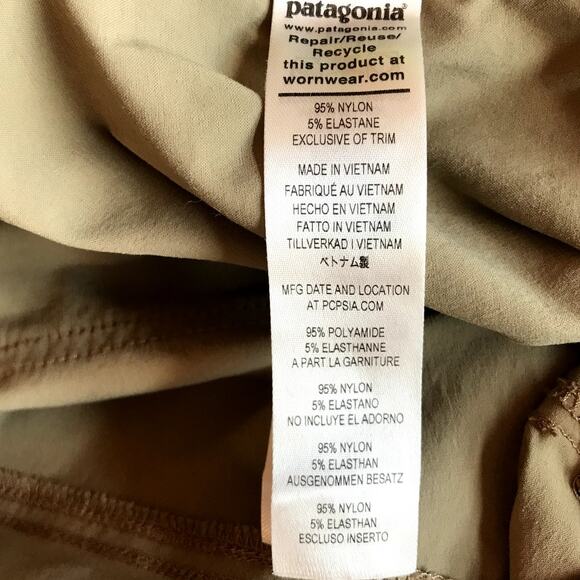 patagonia®
www.patagonia.com
Repair/Reuse/
Recycle
this product at
wornwear.com
95% NYLON
5% ELASTANE
EXCLUSIVE OF TRIM
MADE IN VIETNAM
FABRIQUÉ AU VIETNAM
HECHO EN VIETNAM
FATTO IN VIETNAM
TILLVERKAD I VIETNAM
ベトナム製
MFG DATE AND LOCATION
AT PCPSIA.COM
95% POLYAMIDE
5% ELASTHANNE
A PART LA GARNITURE
95% NYLON
5% ELASTANO
NO INCLUYE EL ADORNO
95% NYLON
5% ELASTHAN
AUSGENOMMEN BESATZ
95% NYLON
5% ELASTHAN
ESCLUSO INSERTO